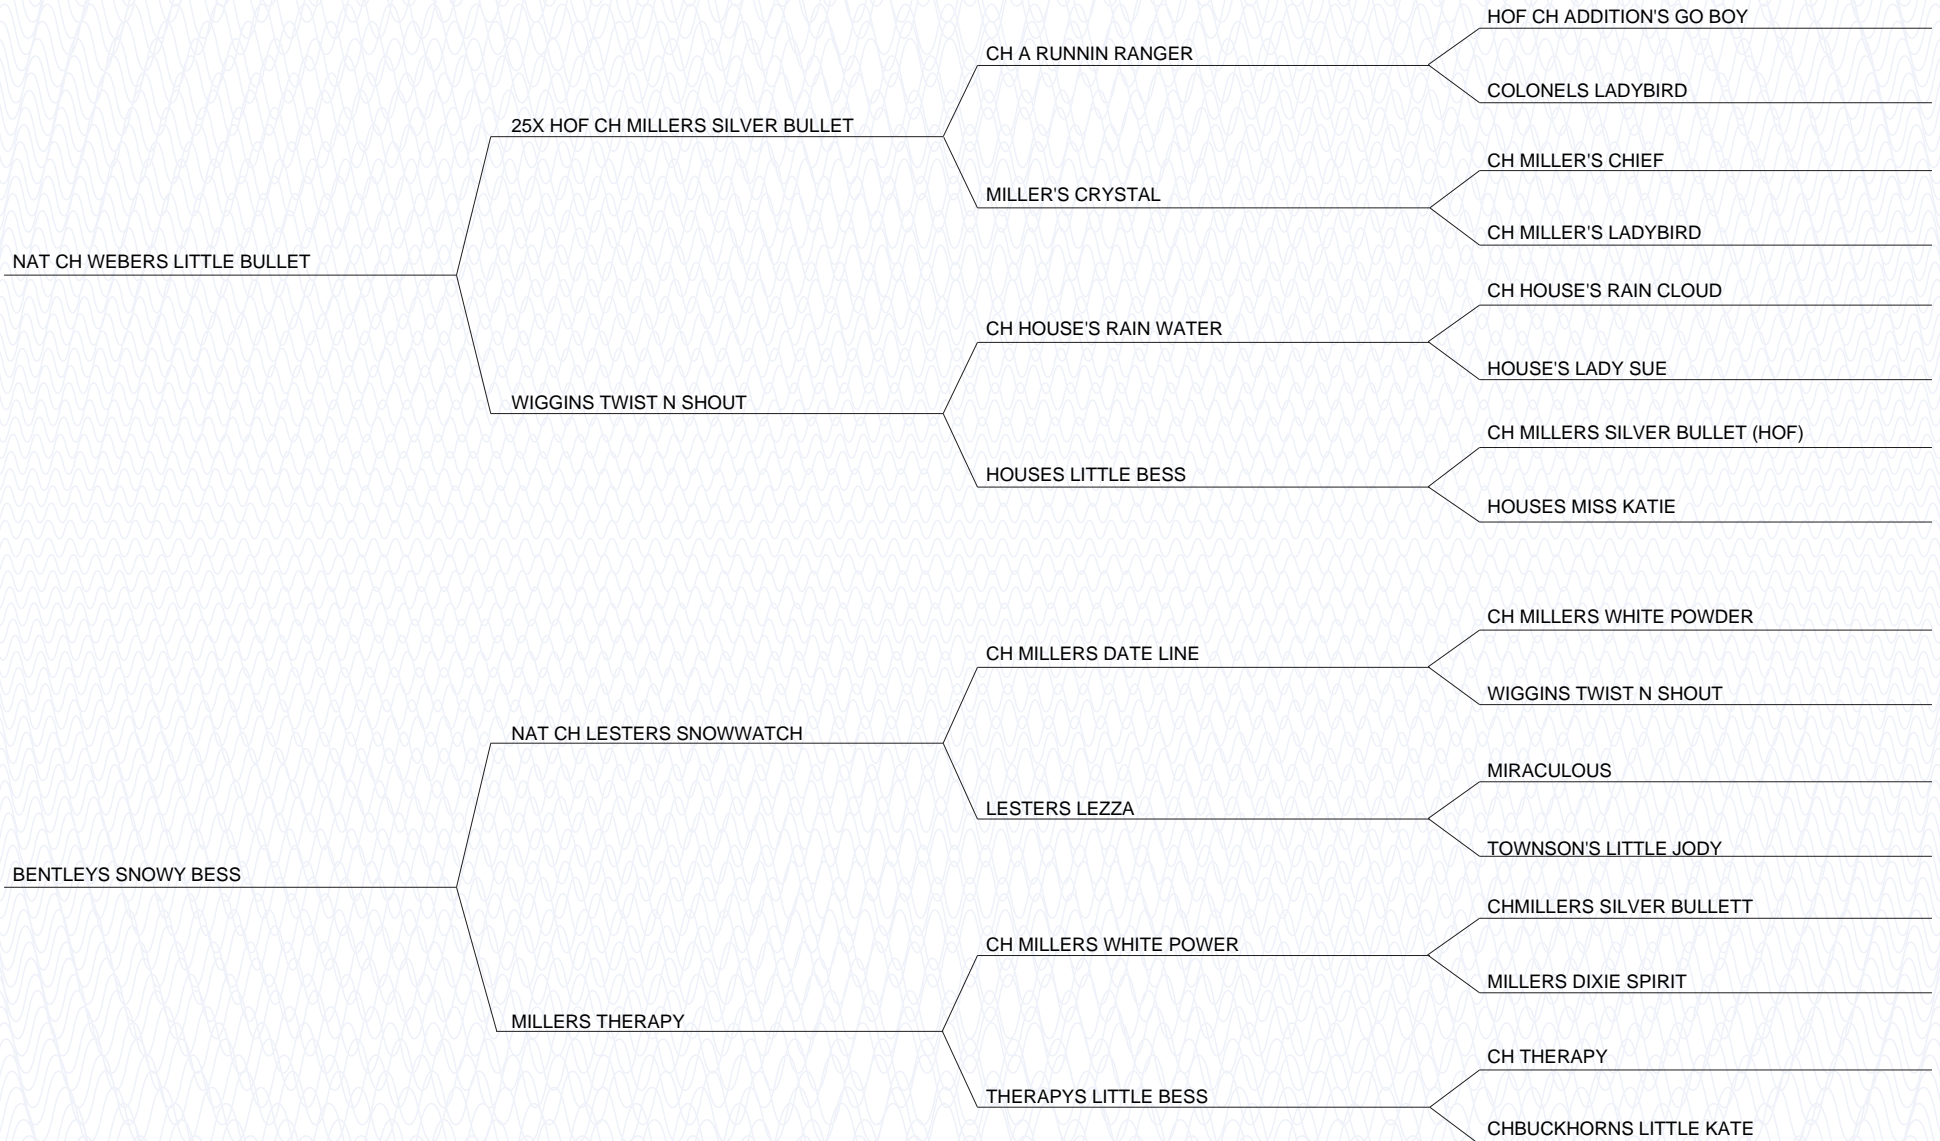 HOF CH ADDITION'S GO BOY
CH A RUNNIN RANGER
COLONELS LADYBIRD
25X HOF CH MILLERS SILVER BULLET
CH MILLER'S CHIEF
MILLER'S CRYSTAL
CH MILLER'S LADYBIRD
NAT CH WEBERS LITTLE BULLET
CH HOUSE'S RAIN CLOUD
CH HOUSE'S RAIN WATER
HOUSE'S LADY SUE
WIGGINS TWIST N SHOUT
CH MILLERS SILVER BULLET (HOF)
HOUSES LITTLE BESS
HOUSES MISS KATIE
CH MILLERS WHITE POWDER
CH MILLERS DATE LINE
WIGGINS TWIST N SHOUT
NAT CH LESTERS SNOWWATCH
MIRACULOUS
LESTERS LEZZA
TOWNSON'S LITTLE JODY
BENTLEYS SNOWY BESS
CHMILLERS SILVER BULLETT
CH MILLERS WHITE POWER
MILLERS DIXIE SPIRIT
MILLERS THERAPY
CH THERAPY
THERAPYS LITTLE BESS
CHBUCKHORNS LITTLE KATE